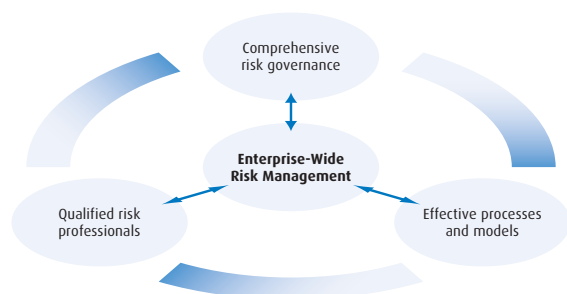 Comprehensive
risk governance
Enterprise-Wide
Risk Management
Qualified risk
professionals
Effective processes
and models